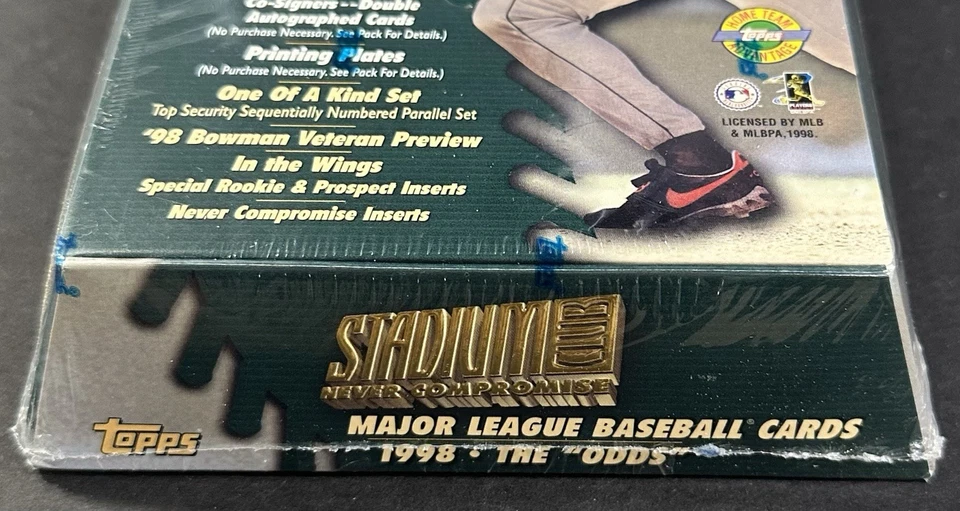 Co-Signers--Double
Autographed Cards
(No Purchase Necessary. See Pack For Details.)
Printing Plates
(No Purchase Necessary. See Pack For Details.)
One Of A Kind Set
Top Security Sequentially Numbered Parallel Set
'98 Bowman Veteran Preview
In the Wings
Special Rookie & Prospect Inserts
Never Compromise Inserts
HOME TEAM
Topps
ADVANTAGE
PLAYERS
LICENSED BY MLB
& MLBPA, 1998.
STADIUM
CLUB
NEVER COMPROMISE
TOPPS
MAJOR LEAGUE BASEBALL® CARDS
1998 • THE "ODDS"